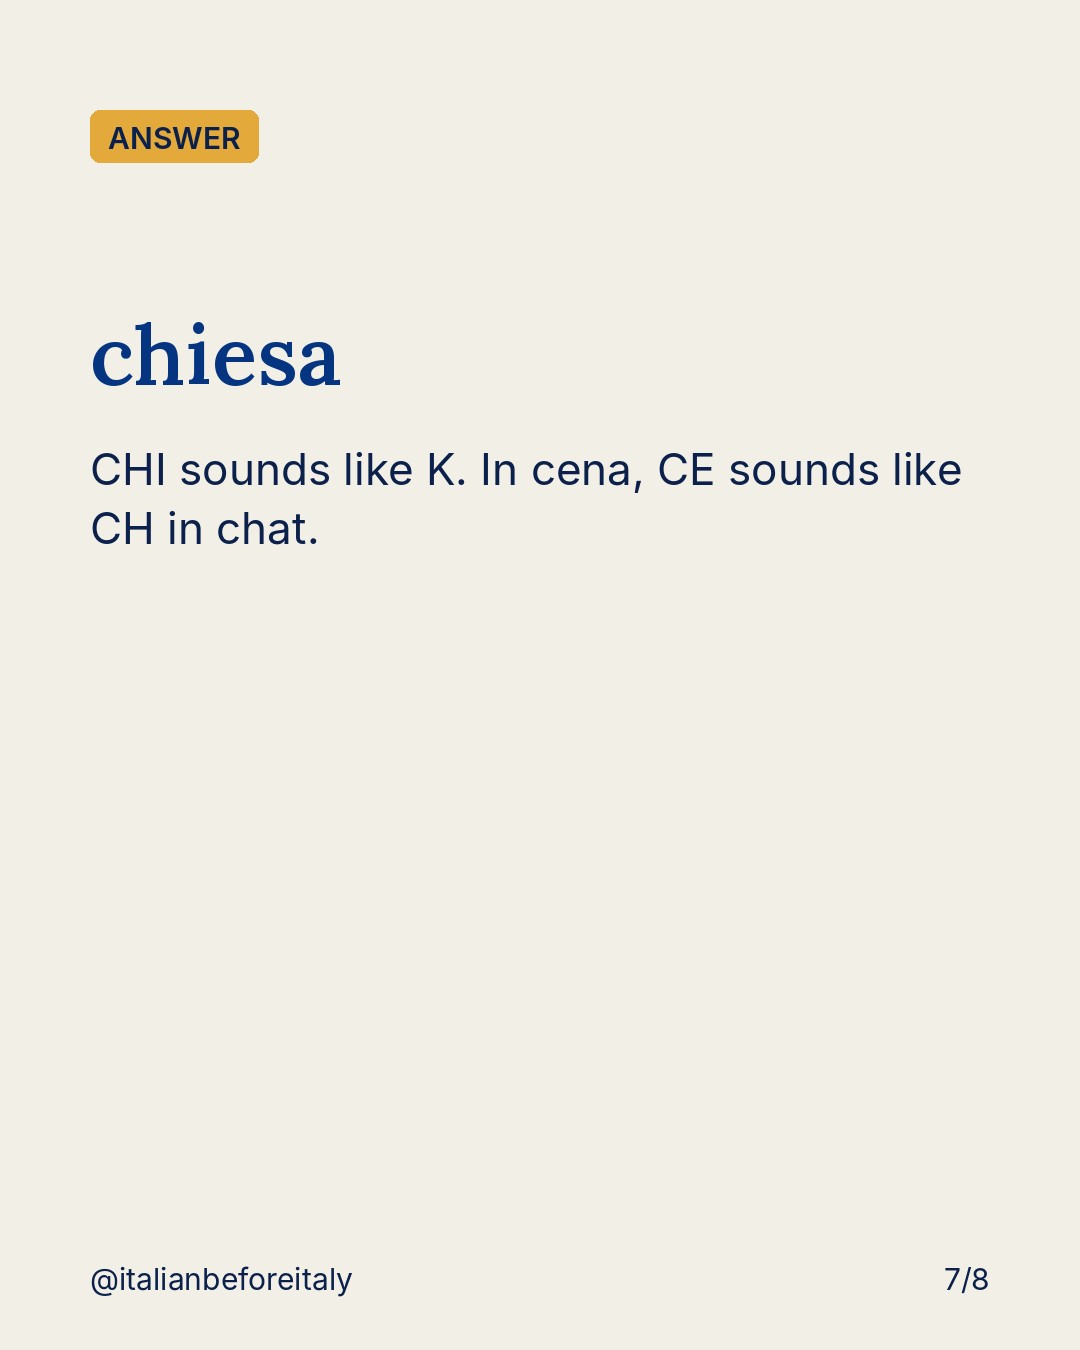 ANSWER
chiesa
CHI sounds like K. In cena, CE sounds like
CH in chat.
@italianbeforeitaly
7/8